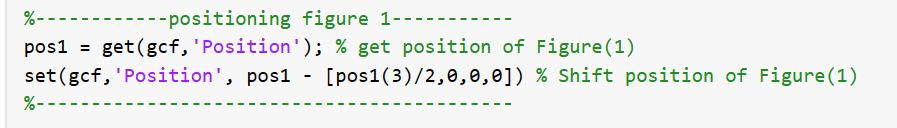 %------------positioning figure 1-----------
pos1 = get(gcf,'Position'); % get position of Figure(1)
set(gcf,'Position', pos1 - [pos1(3)/2,0,0,0]) % Shift position of Figure(1)
%-------------------------------------------